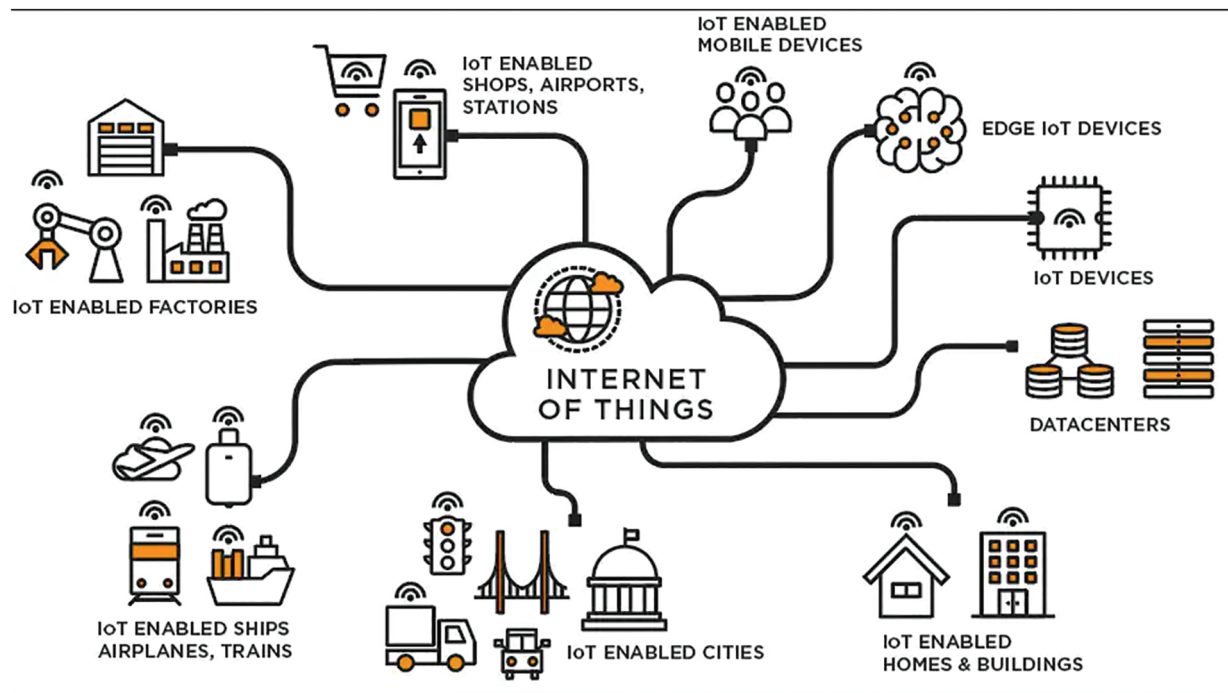 IoT ENABLED
MOBILE DEVICES
IoT ENABLED
SHOPS, AIRPORTS,
STATIONS
EDGE IoT DEVICES
IoT DEVICES
IoT ENABLED FACTORIES
INTERNET
OF THINGS
DATACENTERS
IoT ENABLED SHIPS
AIRPLANES, TRAINS
IoT ENABLED CITIES
IoT ENABLED
HOMES & BUILDINGS